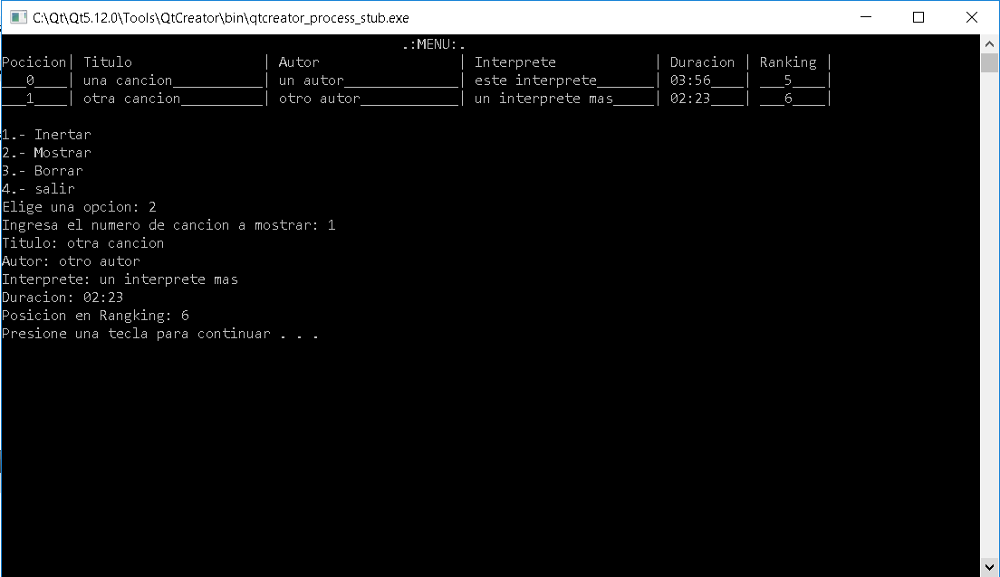 C:\Qt\Qt5.12.0\Tools\QtCreator\bin\qtcreator_process_stub.exe
.:MENU:.
Pocicion| Titulo | Autor | Interprete | Duracion | Ranking |
___0____| una cancion___________| un autor______________| este interprete_______| 03:56____| ___5____|
___1____| otra cancion__________| otro autor____________| un interprete mas_____| 02:23____| ___6____|
1.- Inertar
2.- Mostrar
3.- Borrar
4.- salir
Elige una opcion: 2
Ingresa el numero de cancion a mostrar: 1
Titulo: otra cancion
Autor: otro autor
Interprete: un interprete mas
Duracion: 02:23
Posicion en Rangking: 6
Presione una tecla para continuar . . .